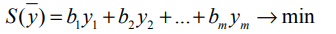 S(ȳ) = b₁y₁ + b₂y₂ + ... + bₘyₘ → min